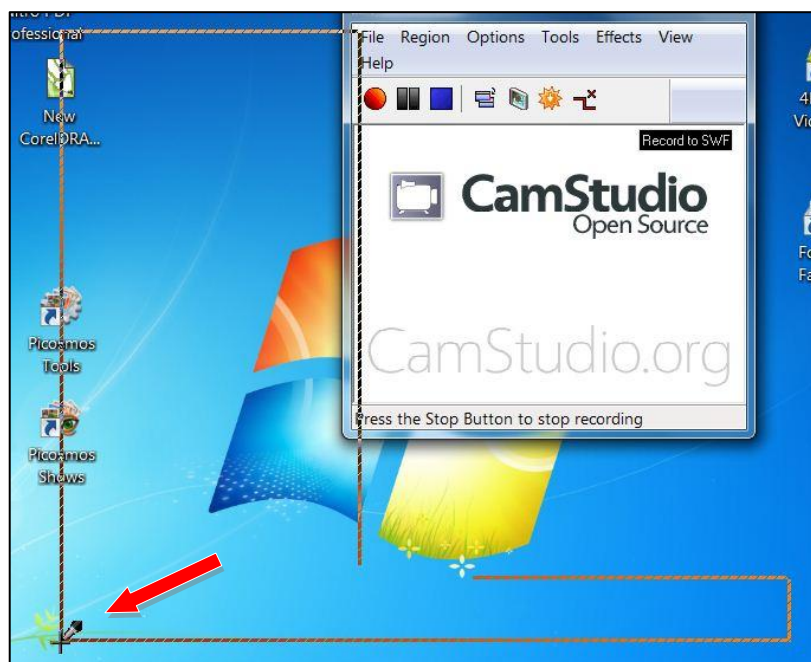 ofessional
File Region Options Tools Effects View
Help
New
CorelDRA...
Record to SWF
CamStudio
Open Source
Picosmos
Tools
CamStudio.org
Press the Stop Button to stop recording
Picosmos
Shows